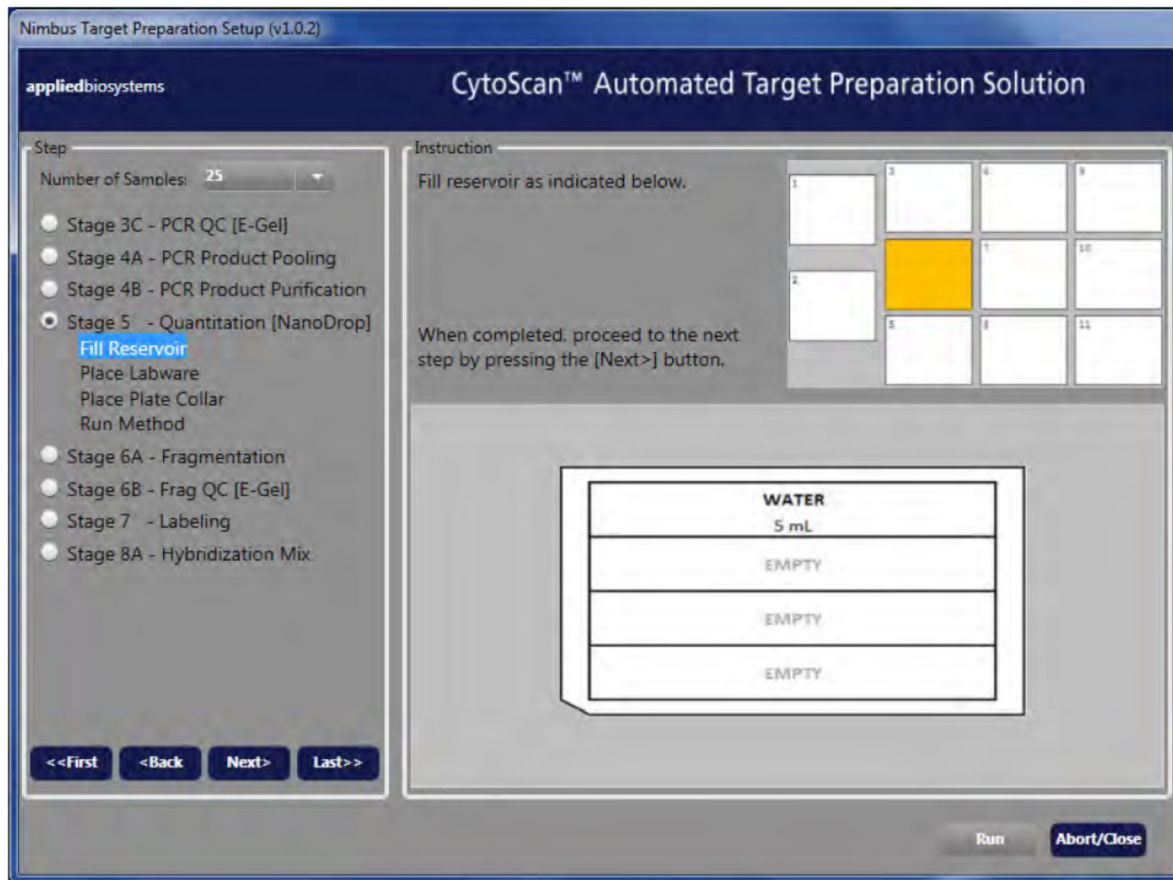 Nimbus Target Preparation Setup (v1.0.2)
appliedbiosystems
CytoScan™ Automated Target Preparation Solution
Step
Number of Samples: 25
Stage 3C - PCR QC [E-Gel]
Stage 4A - PCR Product Pooling
Stage 4B - PCR Product Purification
Stage 5 - Quantitation [NanoDrop]
Fill Reservoir
Place Labware
Place Plate Collar
Run Method
Stage 6A - Fragmentation
Stage 6B - Frag QC [E-Gel]
Stage 7 - Labeling
Stage 8A - Hybridization Mix
<<First <Back Next> Last>>
Instruction
Fill reservoir as indicated below.
When completed, proceed to the next
step by pressing the [Next>] button.
1 3 6 9
2 7 10
5 8 11
WATER
5 mL
EMPTY
EMPTY
EMPTY
Run Abort/Close